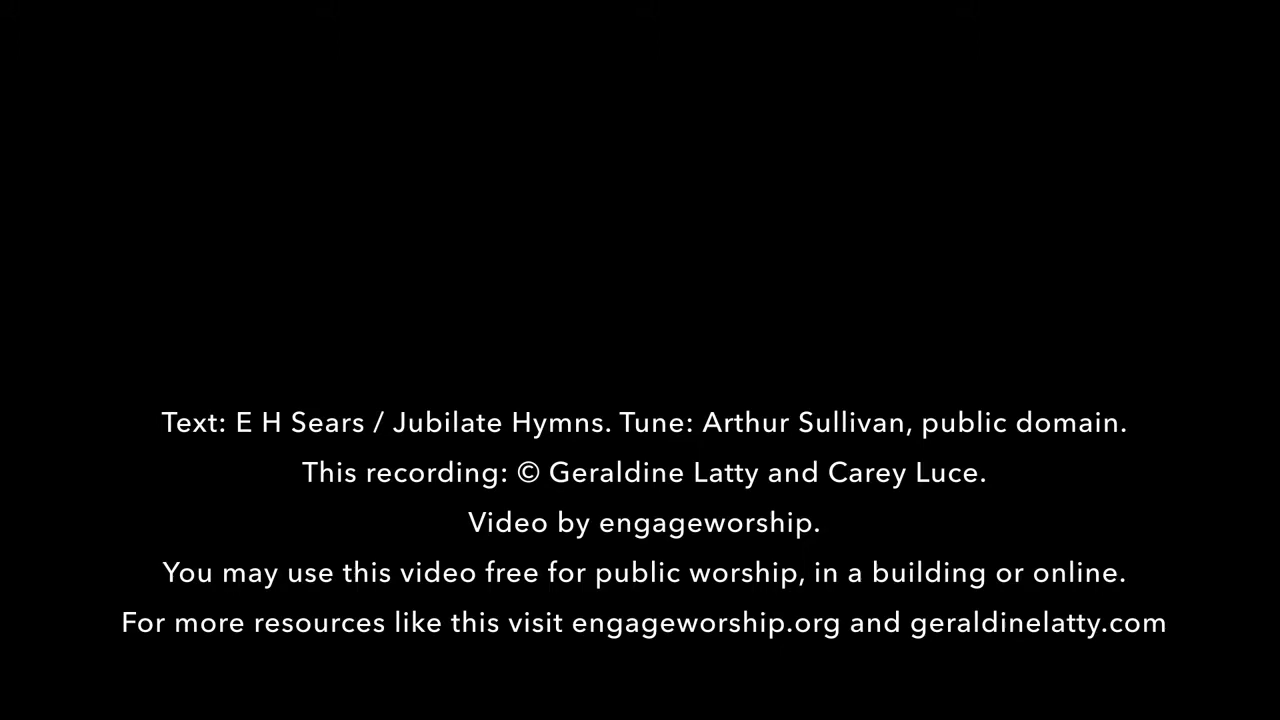 Text: E H Sears / Jubilate Hymns. Tune: Arthur Sullivan, public domain.
This recording: © Geraldine Latty and Carey Luce.
Video by engageworship.
You may use this video free for public worship, in a building or online.
For more resources like this visit engageworship.org and geraldinelatty.com